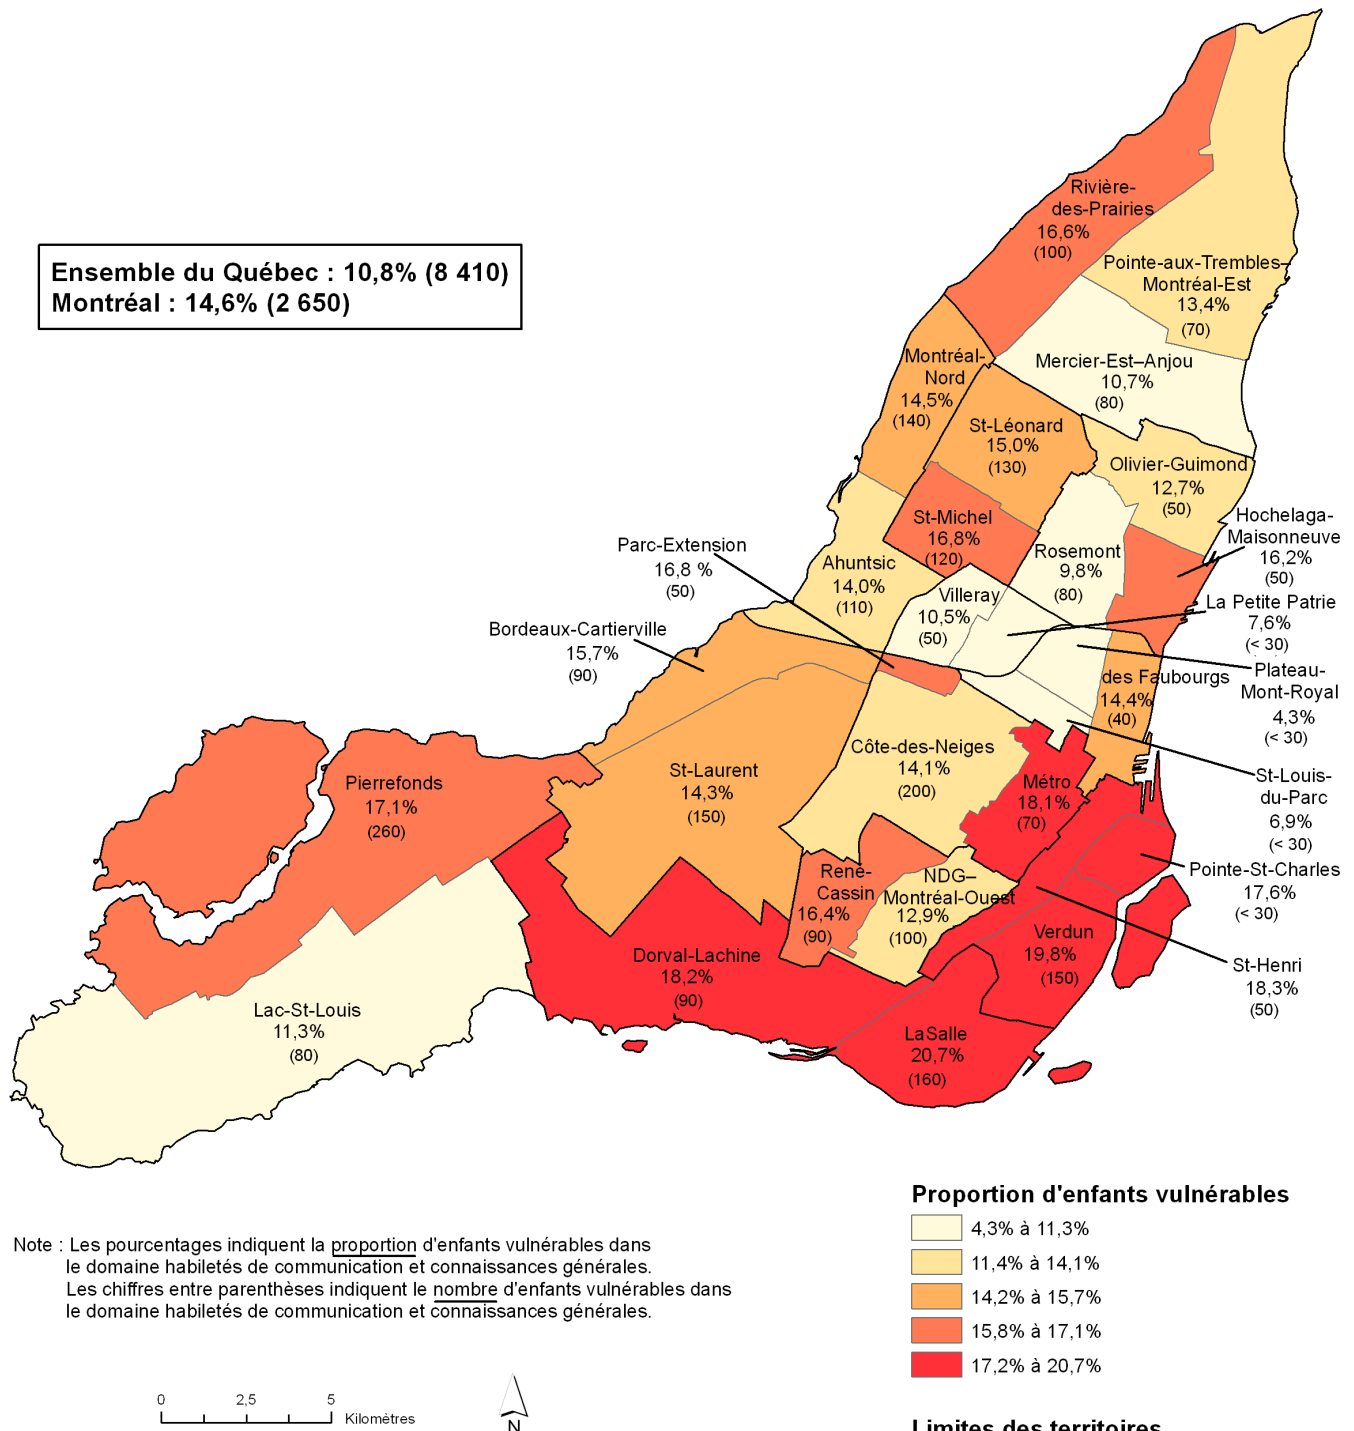 Ensemble du Québec : 10,8% (8 410)
Montréal : 14,6% (2 650)
Rivière-
des-Prairies
16,6%
(100)
Pointe-aux-Trembles–
Montréal-Est
13,4%
(70)
Mercier-Est–Anjou
10,7%
(80)
Montréal-
Nord
14,5%
(140)
St-Léonard
15,0%
(130)
Olivier-Guimond
12,7%
(50)
St-Michel
16,8%
(120)
Hochelaga-
Maisonneuve
16,2%
(50)
Parc-Extension
16,8 %
(50)
Ahuntsic
14,0%
(110)
Rosemont
9,8%
(80)
Villeray
10,5%
(50)
La Petite Patrie
7,6%
(< 30)
Bordeaux-Cartierville
15,7%
(90)
des Faubourgs
14,4%
(40)
Plateau-
Mont-Royal
4,3%
(< 30)
Côte-des-Neiges
14,1%
(200)
St-Laurent
14,3%
(150)
Métro
18,1%
(70)
St-Louis-
du-Parc
6,9%
(< 30)
Pierrefonds
17,1%
(260)
René-
Cassin
16,4%
(90)
NDG–
Montréal-Ouest
12,9%
(100)
Pointe-St-Charles
17,6%
(< 30)
Verdun
19,8%
(150)
Dorval-Lachine
18,2%
(90)
St-Henri
18,3%
(50)
Lac-St-Louis
11,3%
(80)
LaSalle
20,7%
(160)
Proportion d'enfants vulnérables
4,3% à 11,3%
11,4% à 14,1%
14,2% à 15,7%
15,8% à 17,1%
17,2% à 20,7%
Note : Les pourcentages indiquent la proportion d'enfants vulnérables dans
le domaine habiletés de communication et connaissances générales.
Les chiffres entre parenthèses indiquent le nombre d'enfants vulnérables dans
le domaine habiletés de communication et connaissances générales.
0 2,5 5
Kilomètres
N
Limites des territoires